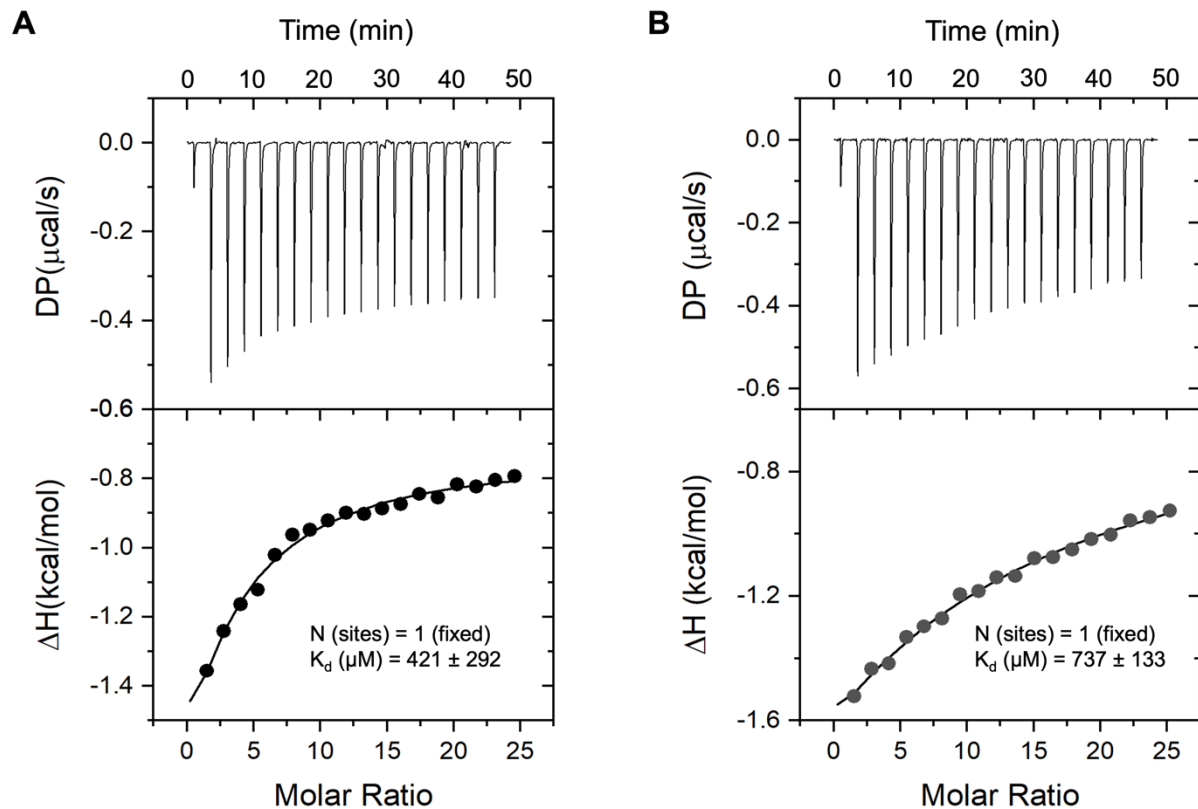 A
Time (min)
0 10 20 30 40 50
0.0
-0.2
-0.4
-0.6
DP(μcal/s)
-0.8
-1.0
-1.2
-1.4
ΔH(kcal/mol)
N (sites) = 1 (fixed)
K_d (μM) = 421 ± 292
0 5 10 15 20 25
Molar Ratio
B
Time (min)
0 10 20 30 40 50
0.0
-0.2
-0.4
-0.6
DP (μcal/s)
-0.8
-1.2
-1.6
ΔH (kcal/mol)
N (sites) = 1 (fixed)
K_d (μM) = 737 ± 133
0 5 10 15 20 25
Molar Ratio